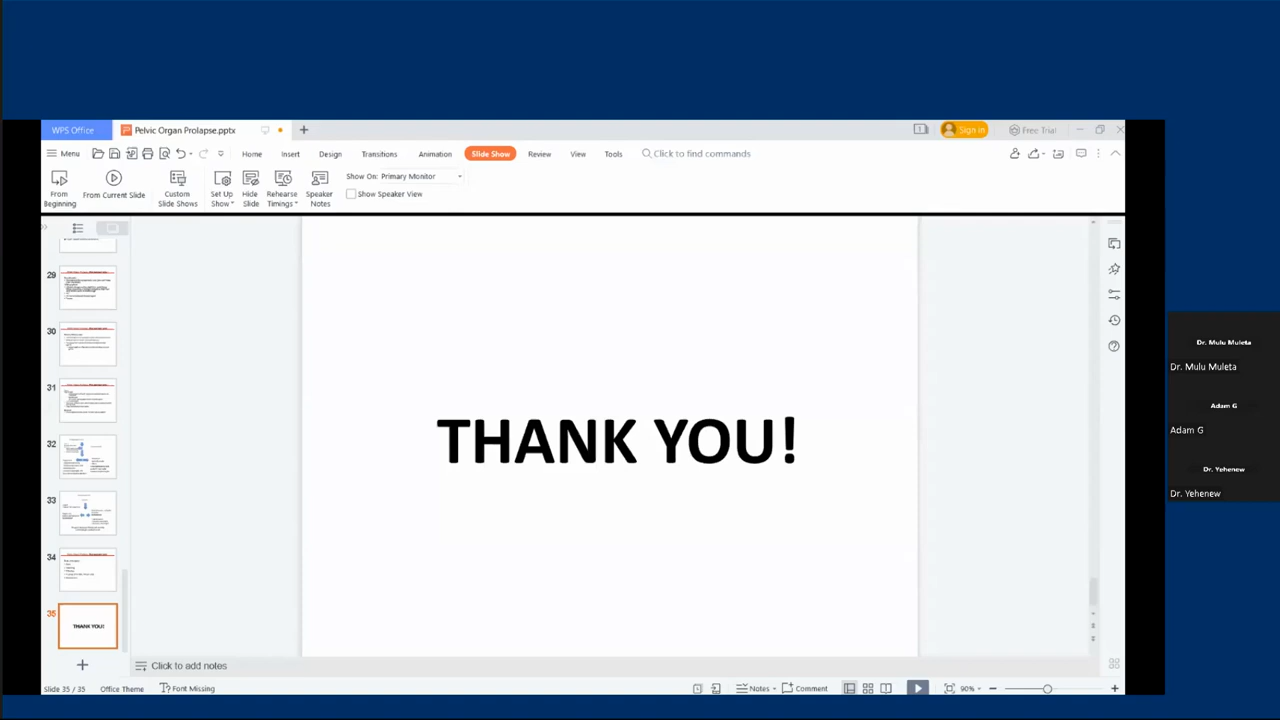 WPS Office
Pelvic Organ Prolapse.pptx
1
Sign in
Free Trial
Menu
Home
Insert
Design
Transitions
Animation
Slide Show
Review
View
Tools
Click to find commands
From Beginning
From Current Slide
Custom Slide Shows
Set Up Show
Hide Slide
Rehearse Timings
Speaker Notes
Show On: Primary Monitor
Show Speaker View
29
30
31
32
33
34
35
THANK YOU!
THANK YOU!
Dr. Mulu Muleta
Dr. Mulu Muleta
Adam G
Adam G
Dr. Yehenew
Dr. Yehenew
Click to add notes
Slide 35 / 35
Office Theme
Font Missing
Notes
Comment
90%